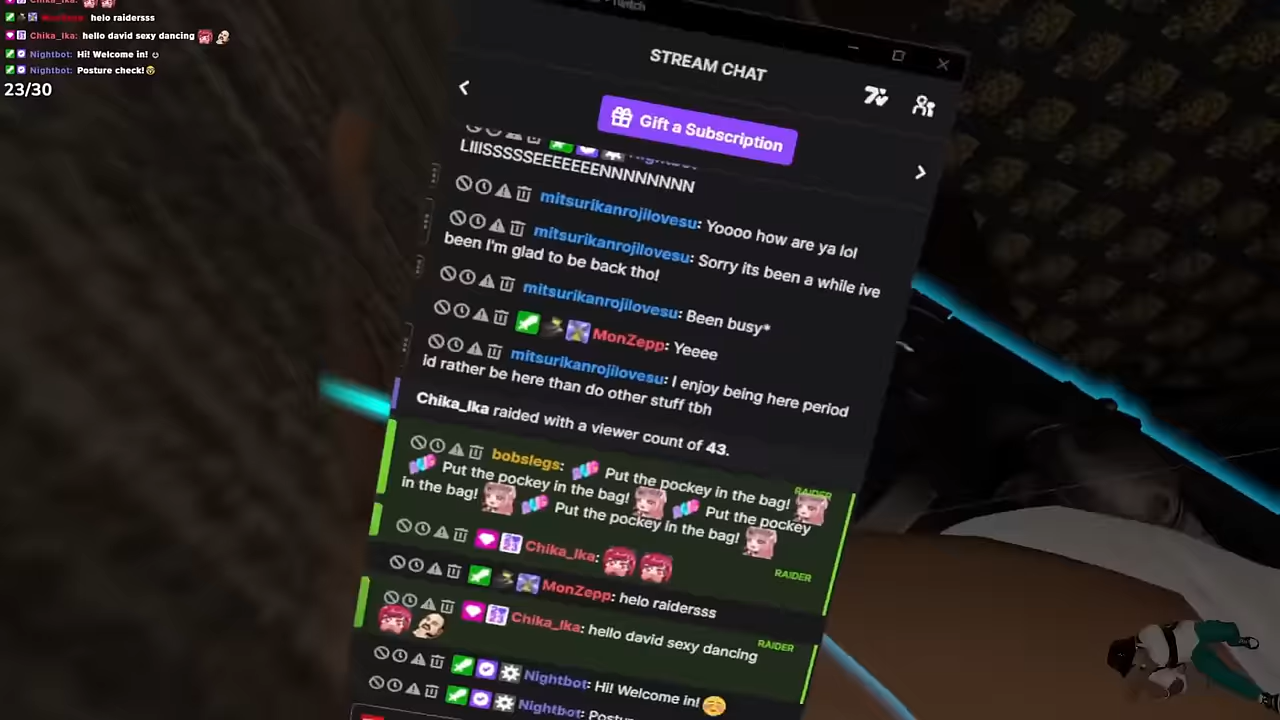 Chika_Ika:
MonZepp: helo raidersss
Chika_Ika: hello david sexy dancing
Nightbot: Hi! Welcome in!
Nightbot: Posture check!
23/30
Twitch
STREAM CHAT
Gift a Subscription
Nightbot:
LIIISSSSSEEEEEEENNNNNNNN
mitsurikanrojilovesu: Yoooo how are ya lol
mitsurikanrojilovesu: Sorry its been a while ive
been I'm glad to be back tho!
mitsurikanrojilovesu: Been busy*
MonZepp: Yeeee
mitsurikanrojilovesu: I enjoy being here period
id rather be here than do other stuff tbh
Chika_Ika raided with a viewer count of 43.
RAIDER
bobslegs: Put the pockey in the bag!
Put the pockey in the bag! Put the pockey
in the bag! Put the pockey in the bag!
RAIDER
Chika_Ika:
MonZepp: helo raidersss
RAIDER
Chika_Ika: hello david sexy dancing
Nightbot: Hi! Welcome in!
Nightbot: